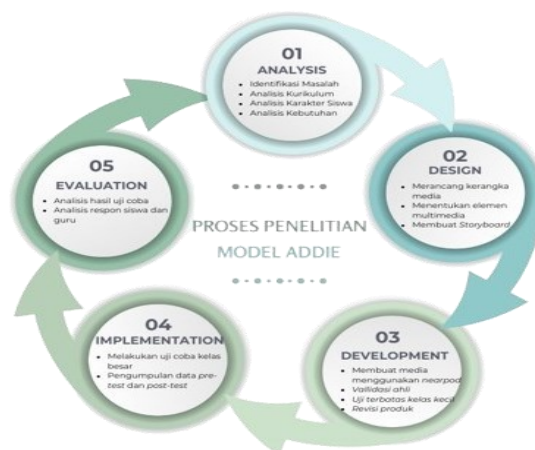 01
ANALYSIS
• Identifikasi Masalah
• Analisis Kurikulum
• Analisis Karakter Siswa
• Analisis Kebutuhan
02
DESIGN
• Merancang kerangka
media
• Menentukan elemen
multimedia
• Membuat Storyboard
03
DEVELOPMENT
• Membuat media
menggunakan nearpod
• Vallidasi ahli
• Uji terbatas kelas kecil
• Revisi produk
04
IMPLEMENTATION
• Melakukan uji coba kelas
besar
• Pengumpulan data pre-
test dan post-test
05
EVALUATION
• Analisis hasil uji coba
• Analisis respon siswa dan
guru
PROSES PENELITIAN
MODEL ADDIE